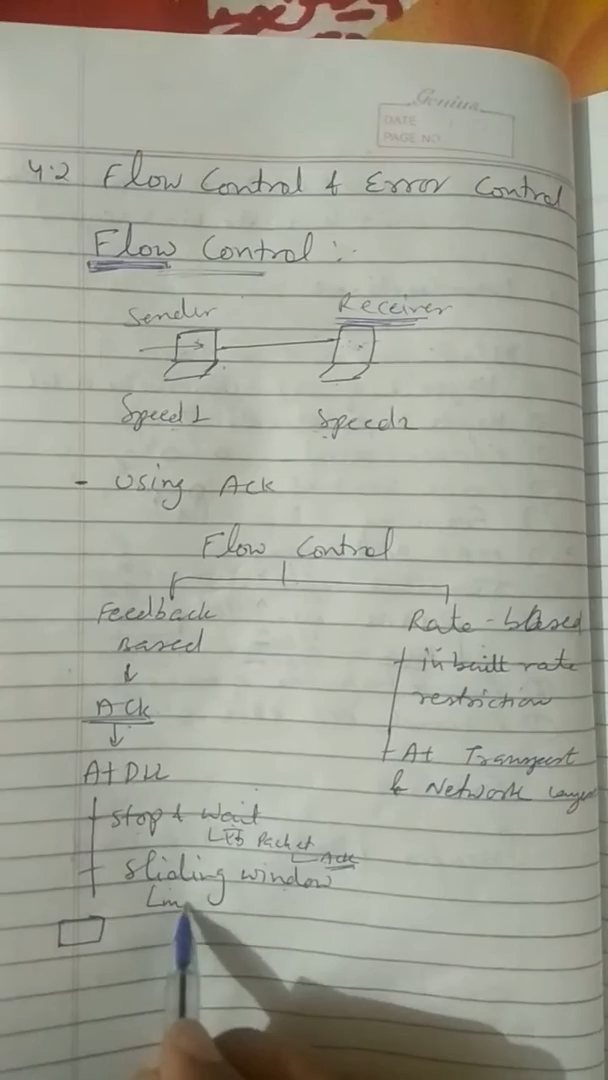 Genius
DATE
PAGE NO
4.2 Flow Control & Error Control
Flow Control :-
Sender Receiver
Speed 1 Speed2
- Using Ack
Flow Control
Feedback Based
Rate-based
ACK
inbuilt rate restriction
At DLL
At Transport & Network Layer
Stop & Wait
Packet
Ack
Sliding window